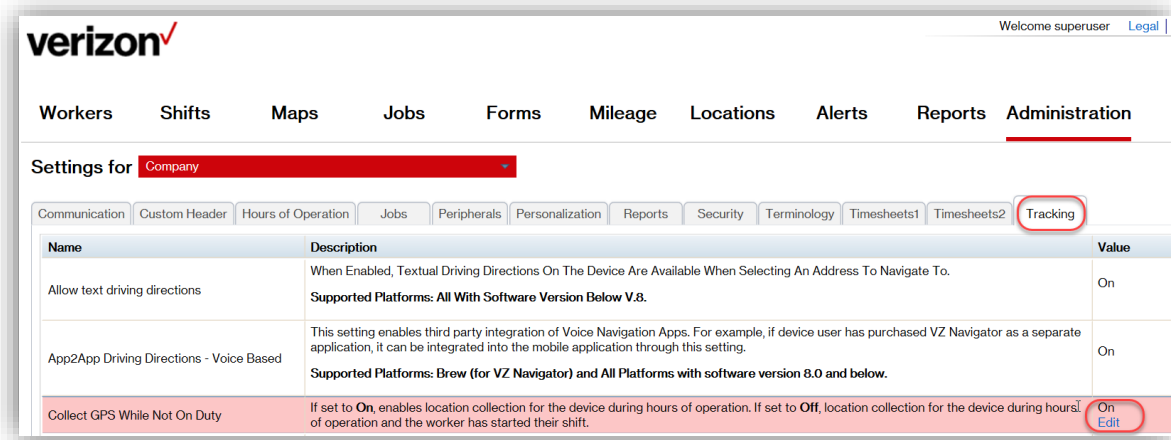 Welcome superuser Legal |
verizon
Workers Shifts Maps Jobs Forms Mileage Locations Alerts Reports Administration
Settings for Company
Communication Custom Header Hours of Operation Jobs Peripherals Personalization Reports Security Terminology Timesheets1 Timesheets2 Tracking
Name Description Value
When Enabled, Textual Driving Directions On The Device Are Available When Selecting An Address To Navigate To.
Allow text driving directions On
Supported Platforms: All With Software Version Below V.8.
This setting enables third party integration of Voice Navigation Apps. For example, if device user has purchased VZ Navigator as a separate
application, it can be integrated into the mobile application through this setting.
App2App Driving Directions - Voice Based On
Supported Platforms: Brew (for VZ Navigator) and All Platforms with software version 8.0 and below.
If set to On, enables location collection for the device during hours of operation. If set to Off, location collection for the device during hours On
Collect GPS While Not On Duty
of operation and the worker has started their shift. Edit